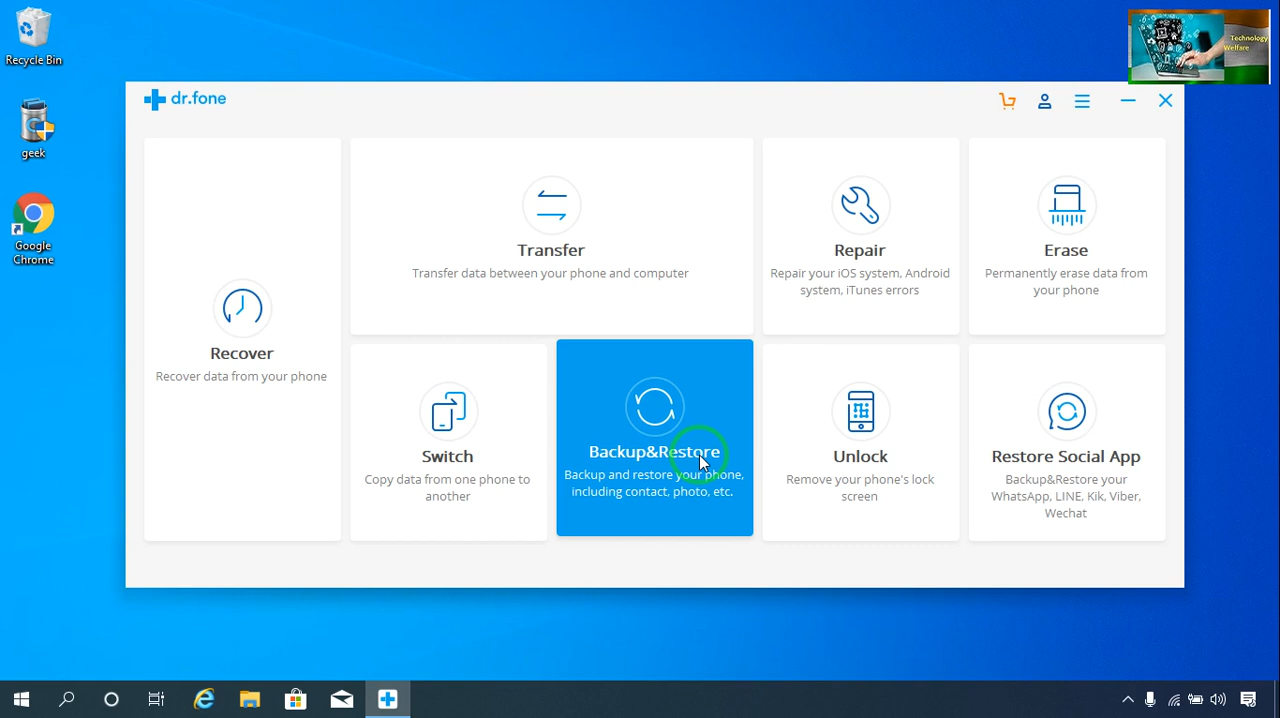 Recycle Bin
geek
Google
Chrome
Technology
Welfare
dr.fone
Recover
Recover data from your phone
Transfer
Transfer data between your phone and computer
Repair
Repair your iOS system, Android
system, iTunes errors
Erase
Permanently erase data from
your phone
Switch
Copy data from one phone to
another
Backup&Restore
Backup and restore your phone,
including contact, photo, etc.
Unlock
Remove your phone's lock
screen
Restore Social App
Backup&Restore your
WhatsApp, LINE, Kik, Viber,
Wechat